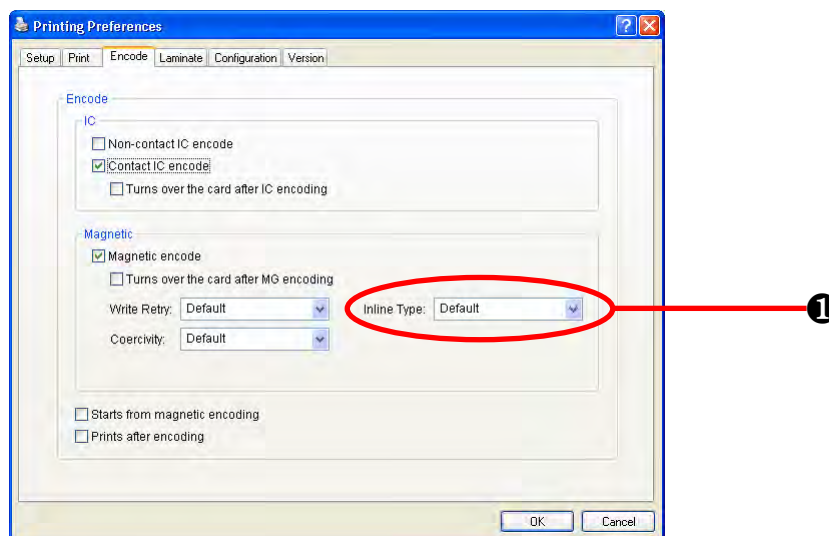 Printing Preferences
Setup Print Encode Laminate Configuration Version
Encode
IC
Non-contact IC encode
Contact IC encode
Turns over the card after IC encoding
Magnetic
Magnetic encode
Turns over the card after MG encoding
Write Retry: Default Inline Type: Default
Coercivity: Default
Starts from magnetic encoding
Prints after encoding
OK Cancel
❶